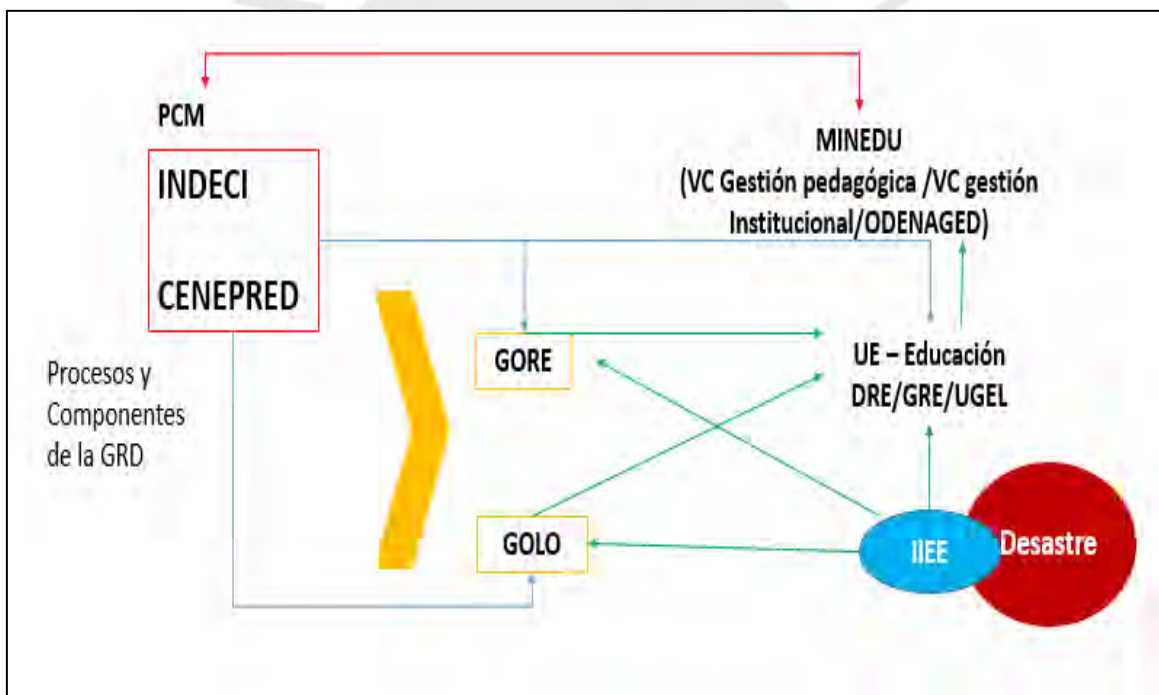 PCM
INDECI
CENEPRED
Procesos y
Componentes
de la GRD
GORE
GOLO
MINEDU
(VC Gestión pedagógica /VC gestión
Institucional/ODENAGED)
UE – Educación
DRE/GRE/UGEL
IIEE
Desastre